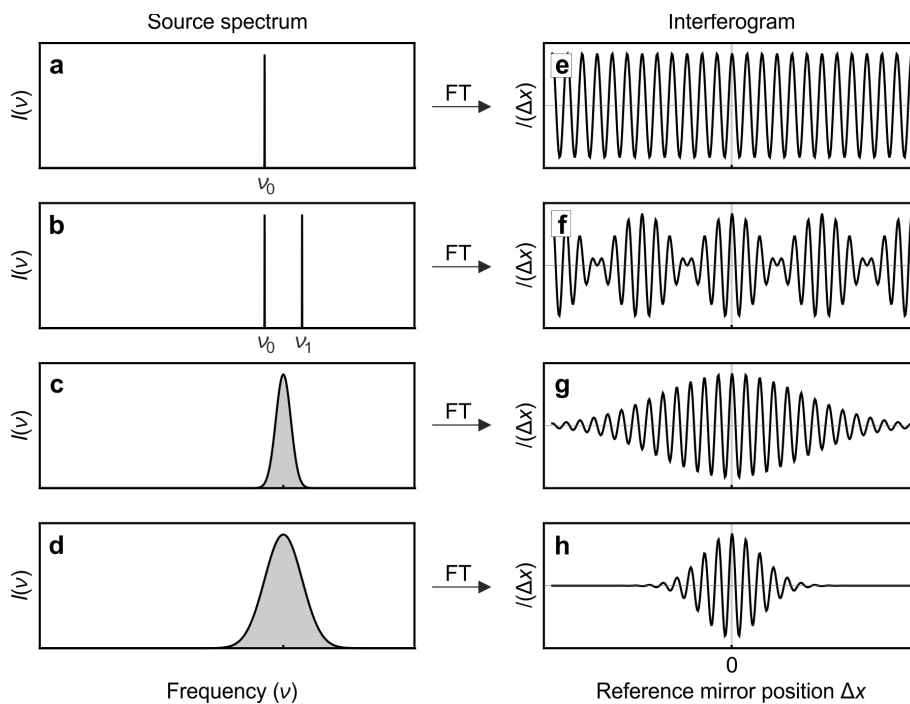 Source spectrum
Interferogram
a
I(ν)
ν0
FT
e
I(Δx)
b
I(ν)
ν0 ν1
FT
f
I(Δx)
c
I(ν)
FT
g
I(Δx)
d
I(ν)
FT
h
I(Δx)
0
Frequency (ν)
Reference mirror position Δx